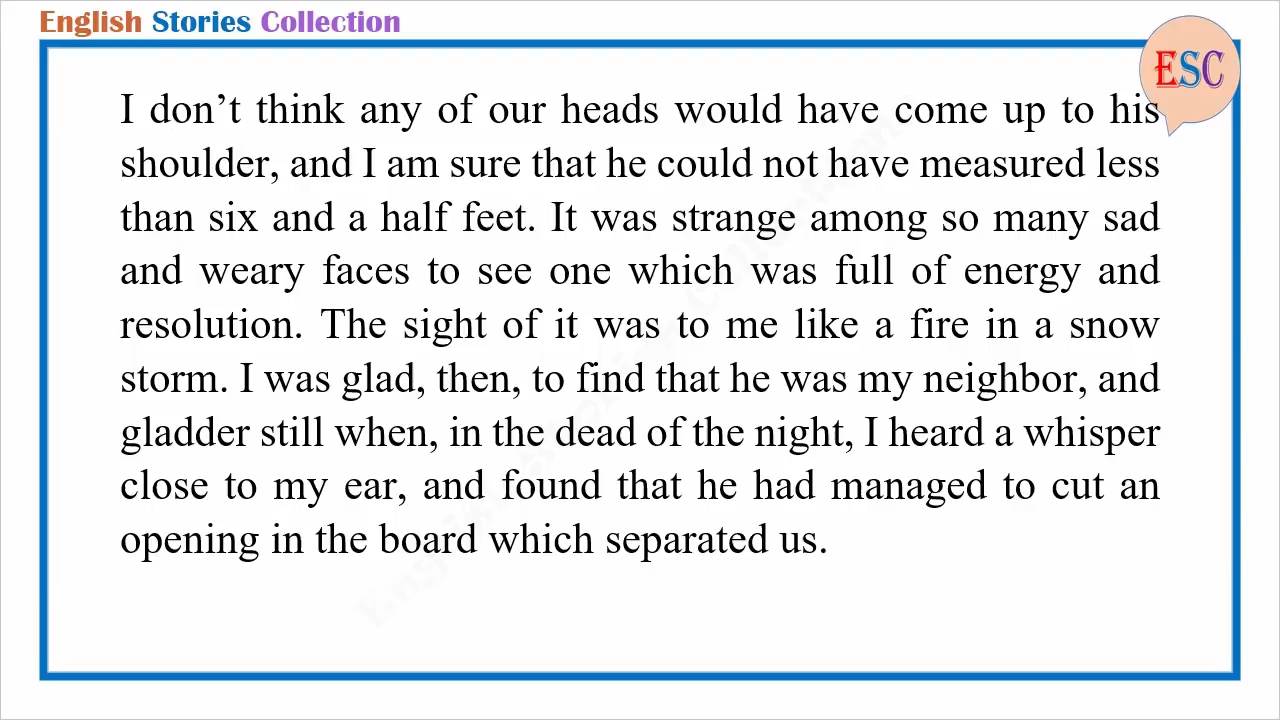 English Stories Collection
ESC
I don’t think any of our heads would have come up to his
shoulder, and I am sure that he could not have measured less
than six and a half feet. It was strange among so many sad
and weary faces to see one which was full of energy and
resolution. The sight of it was to me like a fire in a snow
storm. I was glad, then, to find that he was my neighbor, and
gladder still when, in the dead of the night, I heard a whisper
close to my ear, and found that he had managed to cut an
opening in the board which separated us.